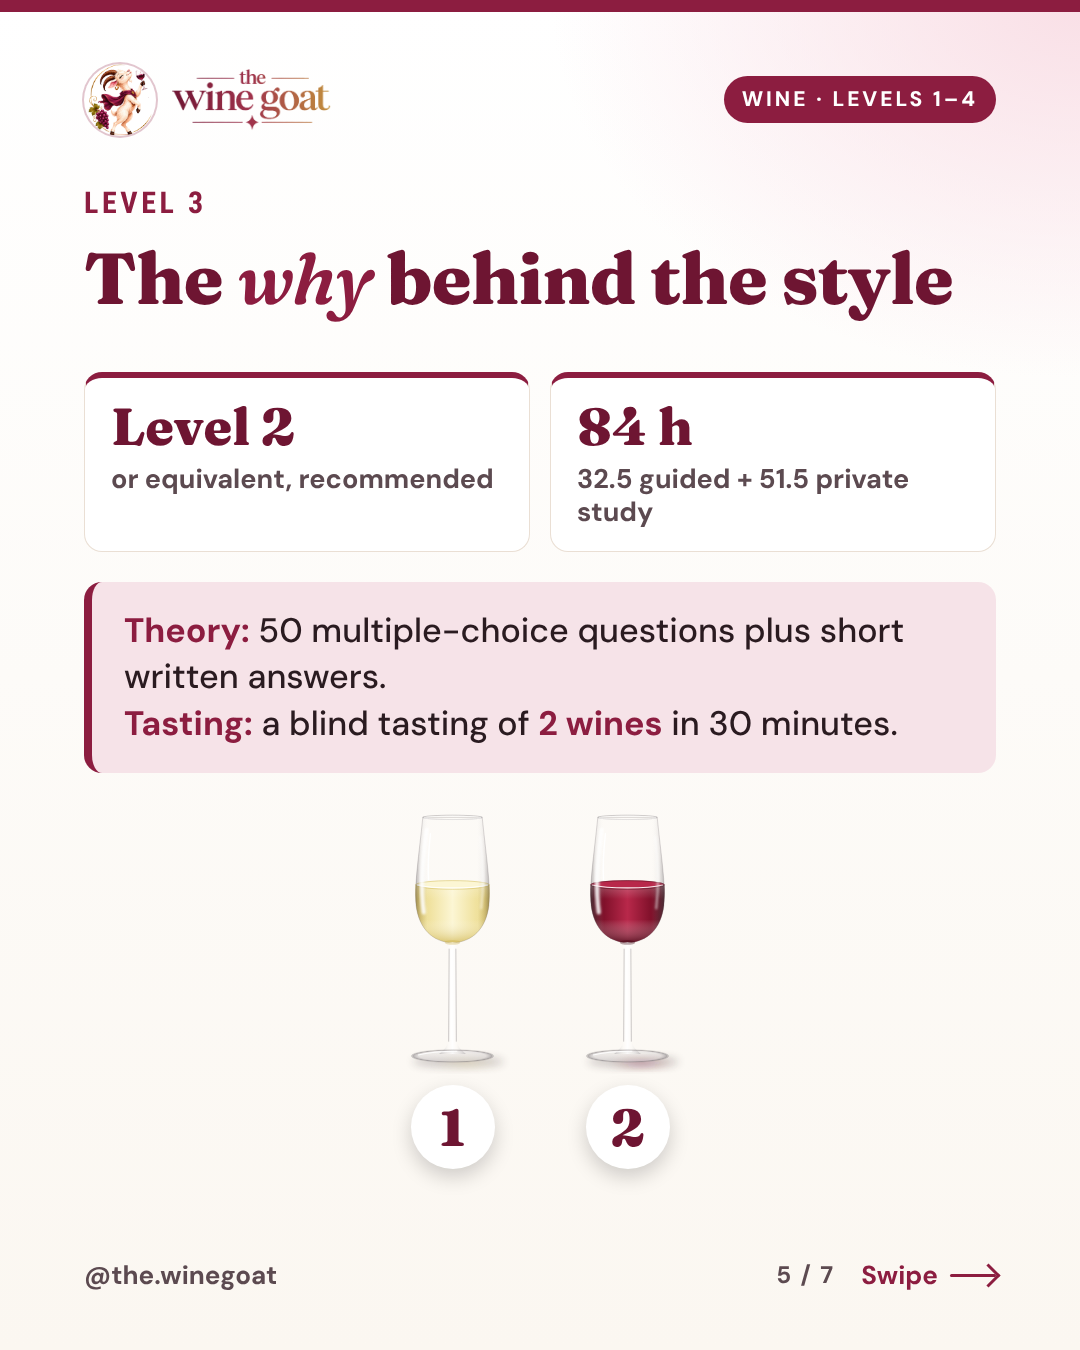 the
wine goat
WINE · LEVELS 1–4
LEVEL 3
The why behind the style
Level 2
or equivalent, recommended
84 h
32.5 guided + 51.5 private
study
Theory: 50 multiple-choice questions plus short
written answers.
Tasting: a blind tasting of 2 wines in 30 minutes.
1
2
@the.winegoat
5 / 7
Swipe